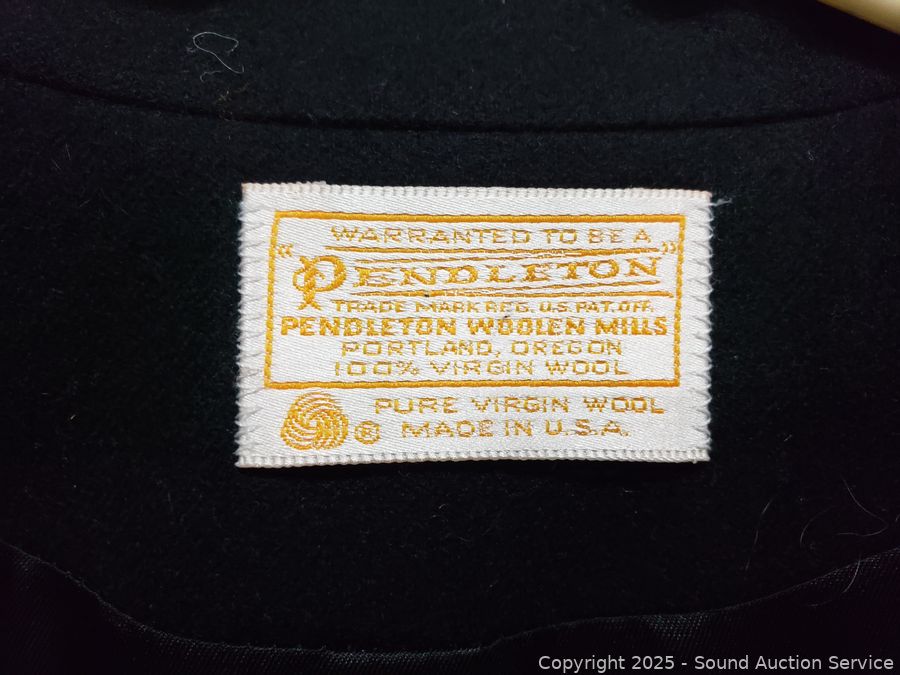 WARRANTED TO BE A
"PENDLETON"
TRADE MARK REG. U.S. PAT. OFF.
PENDLETON WOOLEN MILLS
PORTLAND, OREGON
100% VIRGIN WOOL
PURE VIRGIN WOOL
® MADE IN U.S.A.
Copyright 2025 - Sound Auction Service